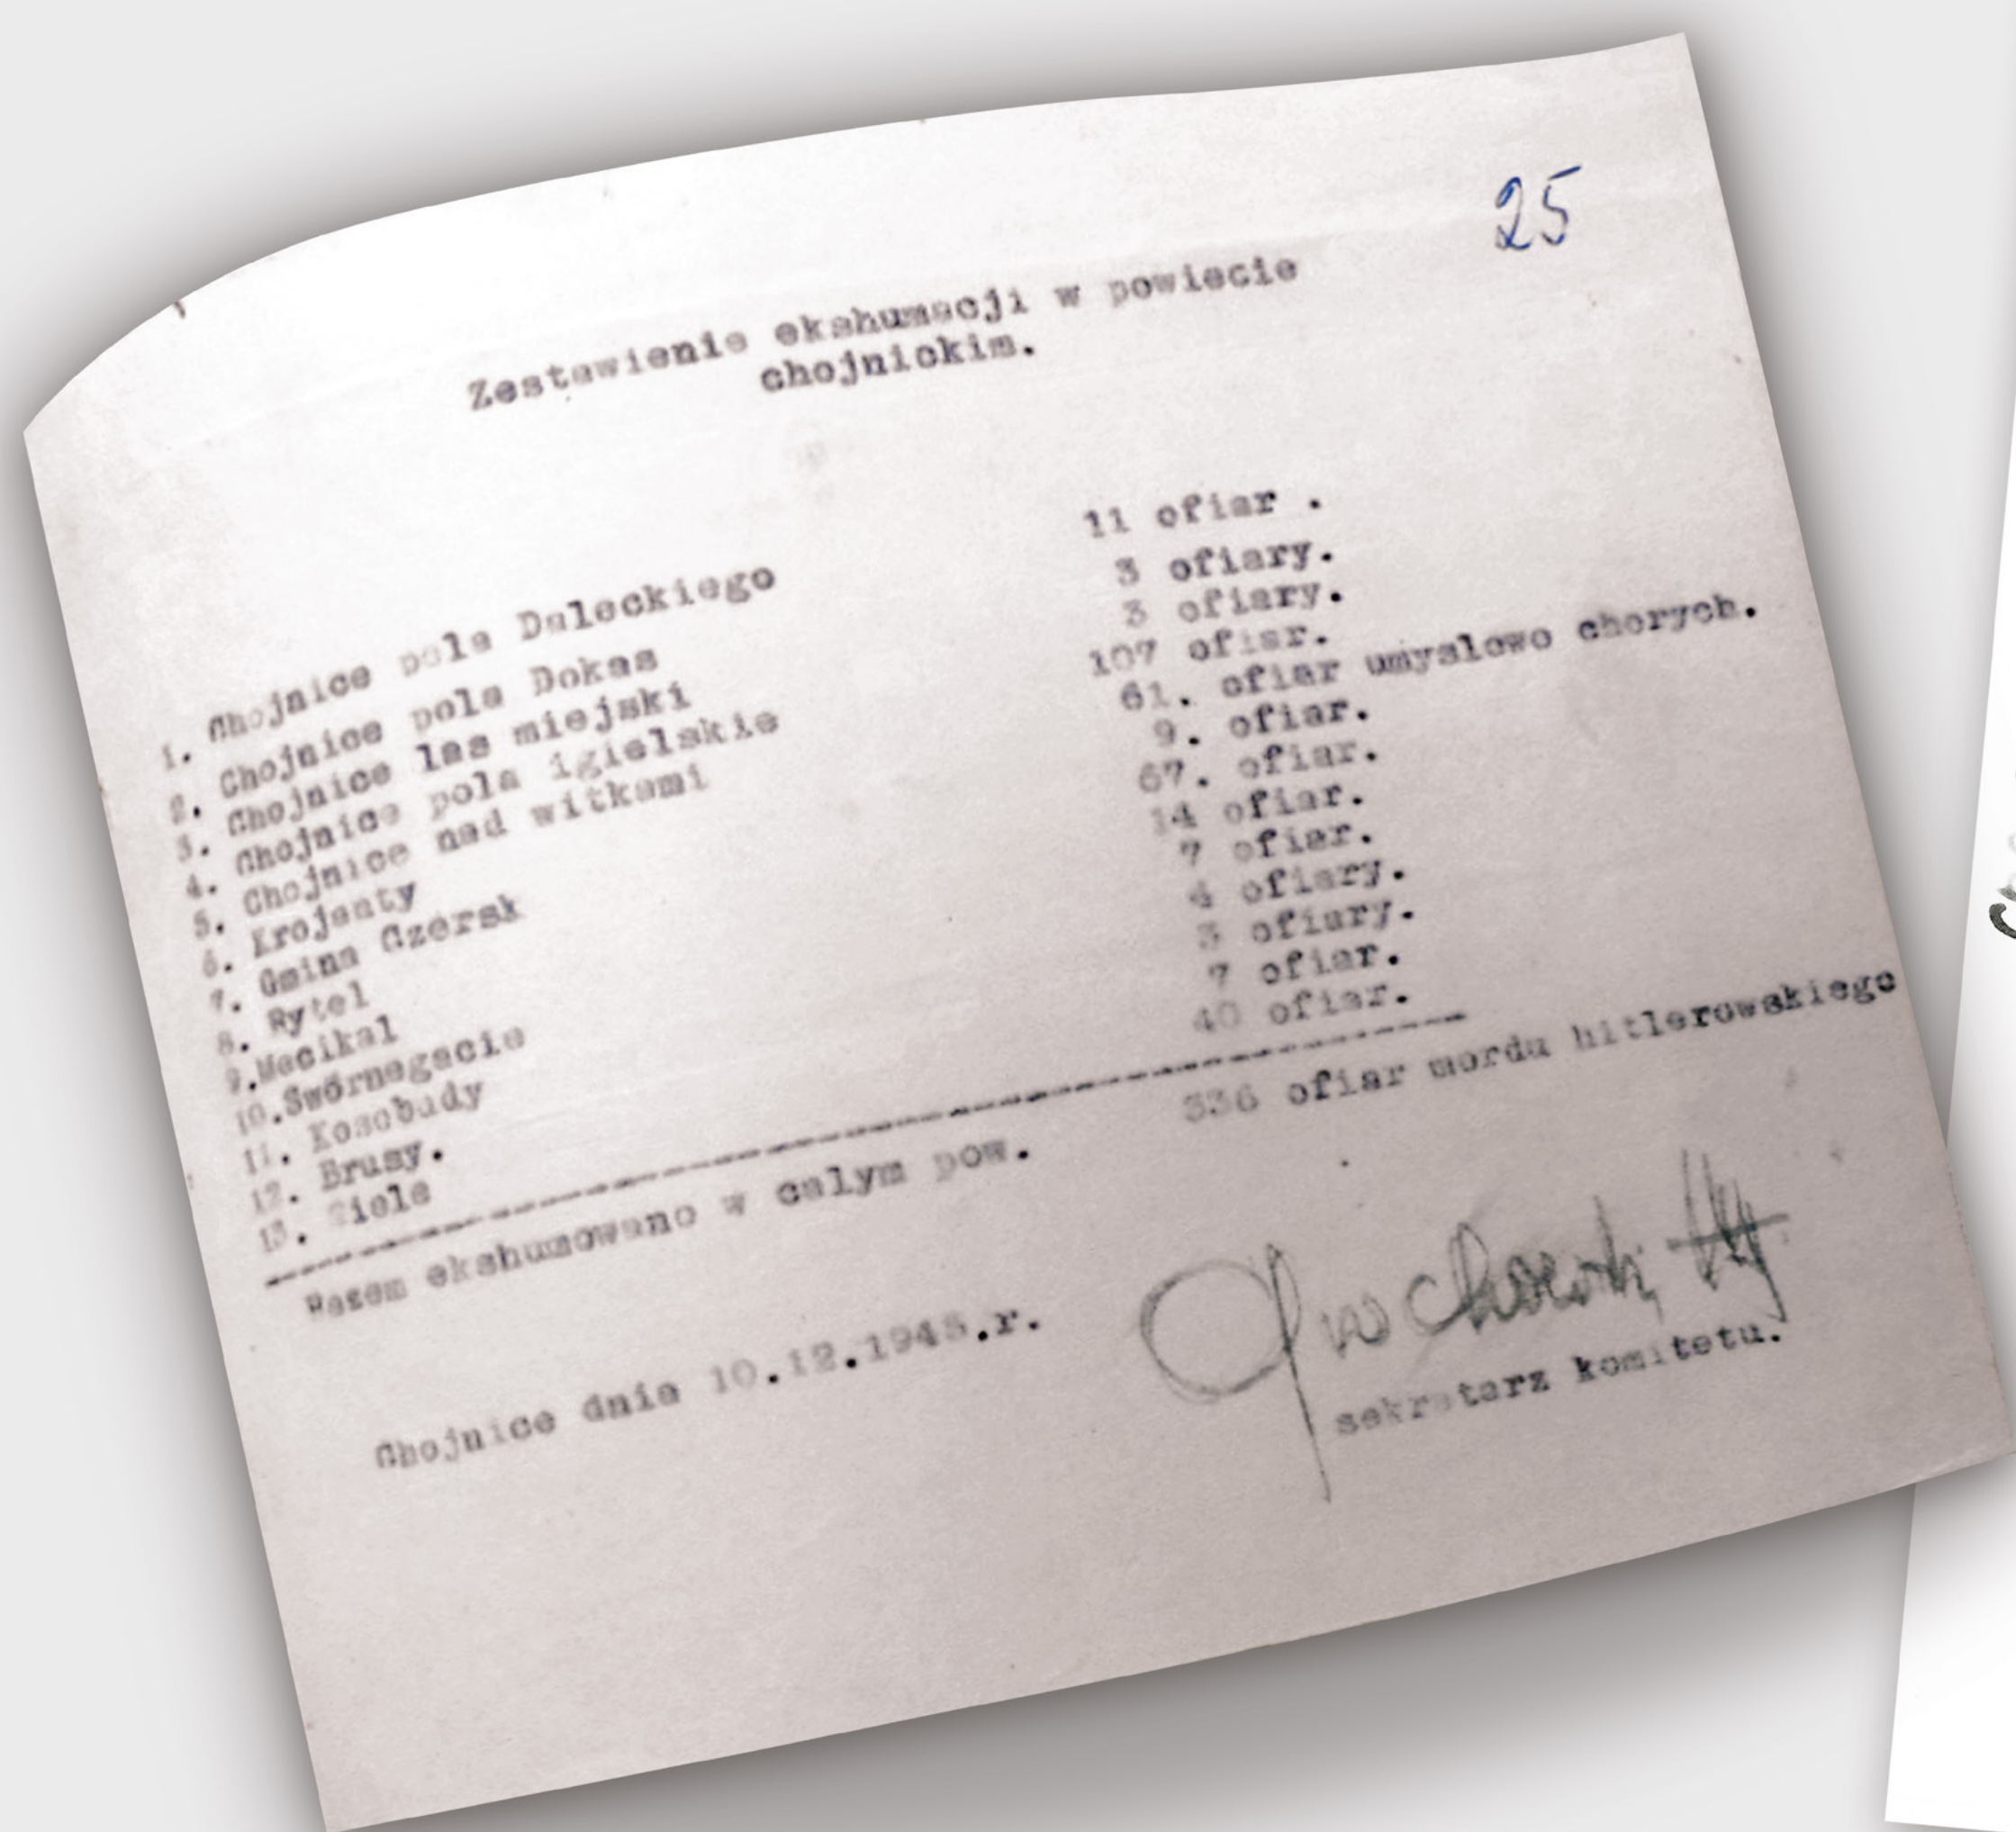 25
Zestawienie ekshumacji w powiecie
chojnickim.
1. Chojnice pola Daleckiego 11 ofiar .
2. Chojnice pola Dokas 3 ofiary.
3. Chojnice las miejski 3 ofiary.
4. Chojnice pola igielskie 107 ofiar.
5. Chojnice nad witkami 61. ofiar umyslowo chorych.
6. Krojanty 9. ofiar.
7. Gmina Czersk 67. ofiar.
8. Rytel 14 ofiar.
9.Mecikal 7 ofiar.
10.Swórnegacie 4 ofiary.
11. Kosobudy 3 ofiary.
12. Brusy. 7 ofiar.
13. Wiele 40 ofiar.
Razem ekshumowano w calym pow. 336 ofiar mordu hitlerowskiego
Chojnice dnia 10.12.1945.r.
sekretarz komitetu.